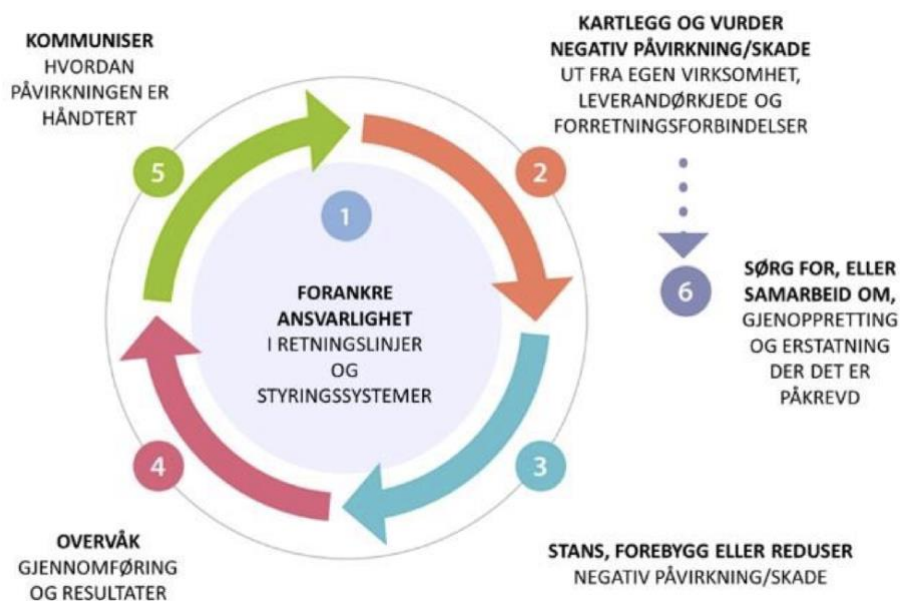 KOMMUNISER
HVORDAN
PÅVIRKNINGEN ER
HÅNDTERT
5
1
FORANKRE
ANSVARLIGHET
I RETNINGSLINJER
OG
STYRINGSSYSTEMER
KARTLEGG OG VURDER
NEGATIV PÅVIRKNING/SKADE
UT FRA EGEN VIRKSOMHET,
LEVERANDØRKJEDE OG
FORRETNINGSFORBINDELSER
2
6
SØRG FOR, ELLER
SAMARBEID OM,
GJENOPPRETTING
OG ERSTATNING
DER DET ER
PÅKREVD
3
STANS, FOREBYGG ELLER REDUSER
NEGATIV PÅVIRKNING/SKADE
4
OVERVÅK
GJENNOMFØRING
OG RESULTATER